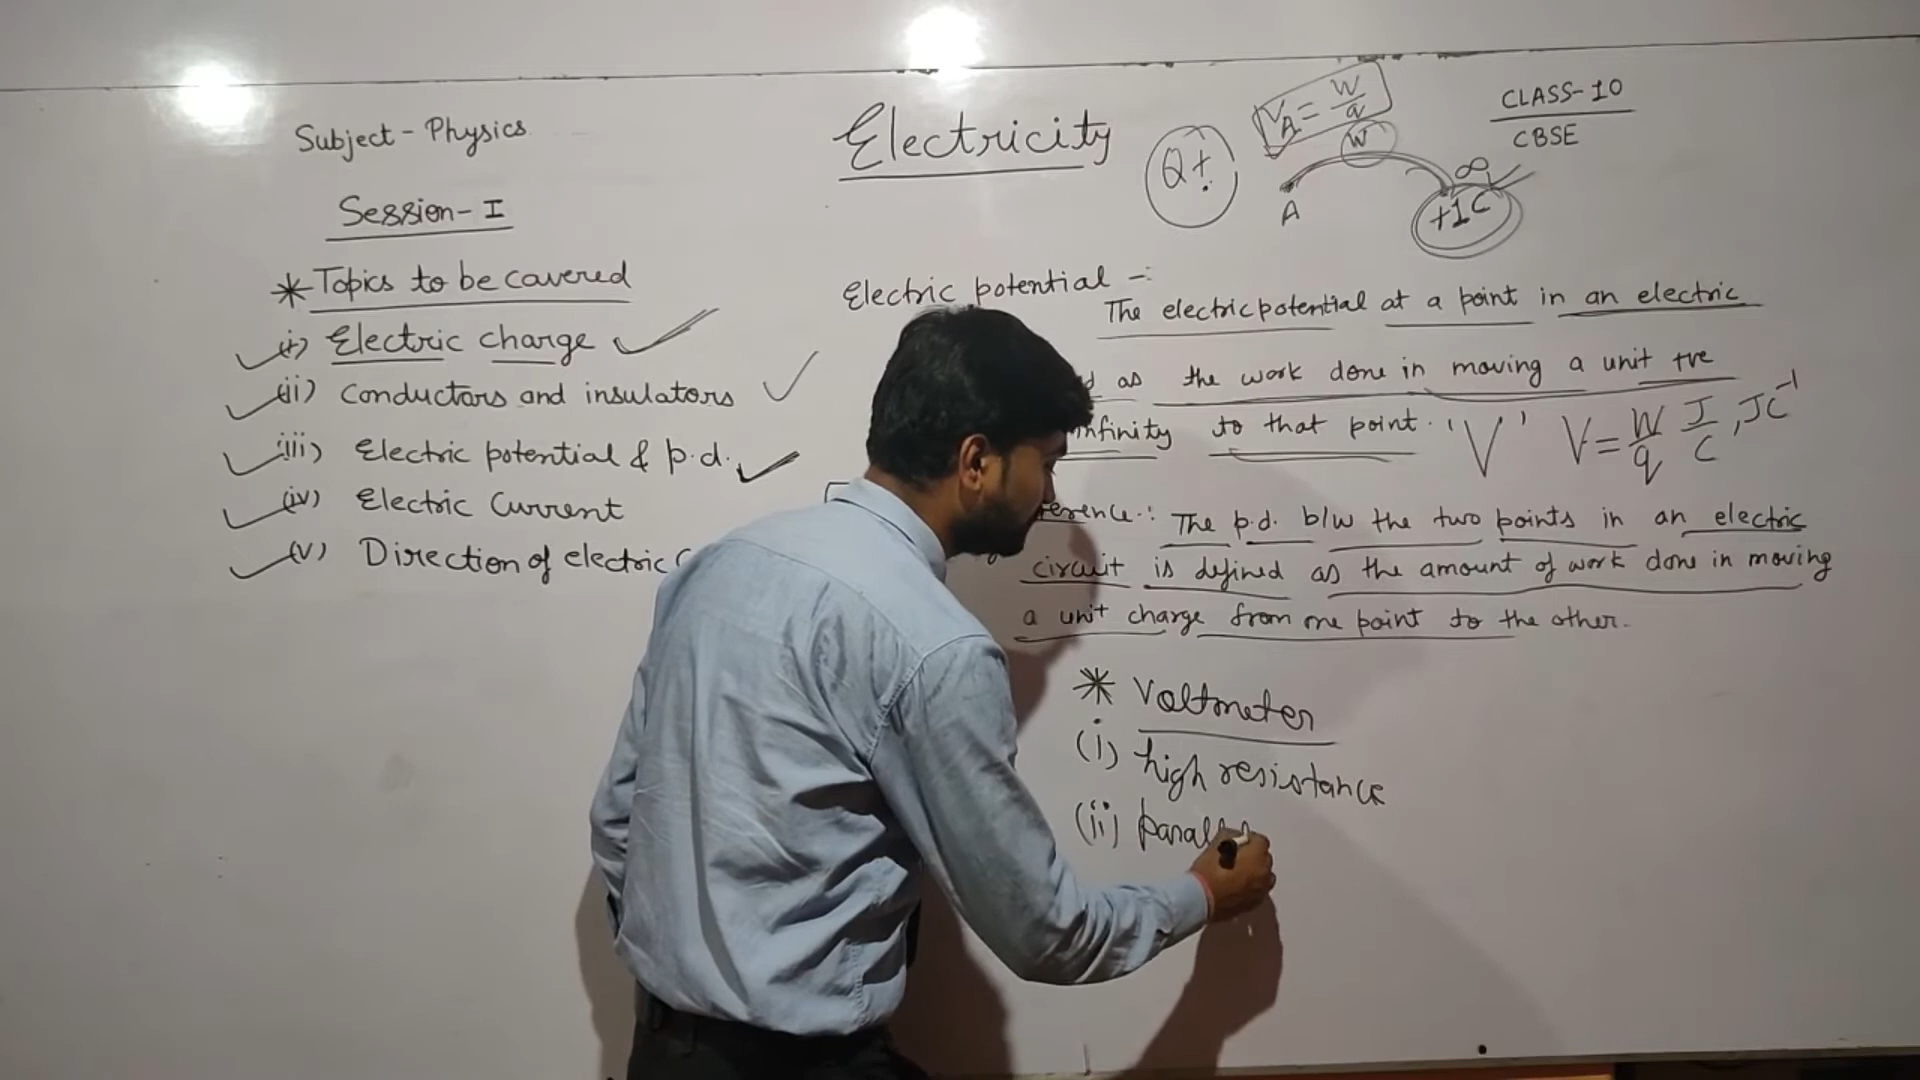 Subject - Physics
Session - I
* Topics to be covered
(i) Electric charge
(ii) Conductors and insulators
(iii) Electric potential & p.d.
(iv) Electric Current
(v) Direction of electric C
Electricity
Q+
V_A = W/q
W
A
∞
+1C
CLASS-10
CBSE
Electric potential -:
The electric potential at a point in an electric
as the work done in moving a unit +ve
infinity to that point. 'V' V = W/q J/C, JC⁻¹
ference: The p.d. b/w the two points in an electric
circuit is defined as the amount of work done in moving
a unit charge from one point to the other.
* Voltmeter
(i) high resistance
(ii) parall